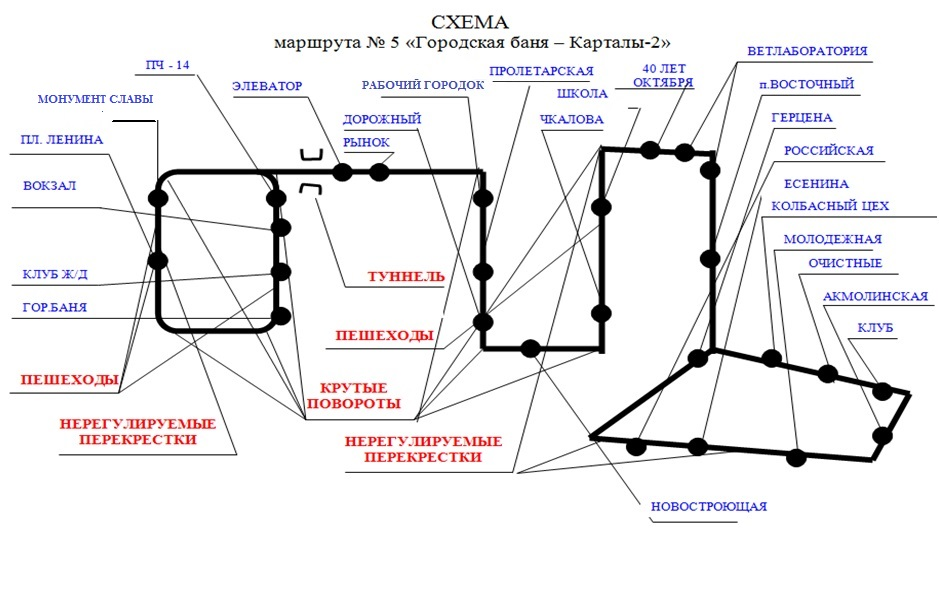 СХЕМА
маршрута № 5 «Городская баня – Карталы-2»
ВЕТЛАБОРАТОРИЯ
ПЧ - 14
ПРОЛЕТАРСКАЯ
40 ЛЕТ
ОКТЯБРЯ
ЭЛЕВАТОР
РАБОЧИЙ ГОРОДОК
ШКОЛА
п.ВОСТОЧНЫЙ
МОНУМЕНТ СЛАВЫ
ДОРОЖНЫЙ
ЧКАЛОВА
ГЕРЦЕНА
ПЛ. ЛЕНИНА
РЫНОК
РОССИЙСКАЯ
ВОКЗАЛ
ЕСЕНИНА
КОЛБАСНЫЙ ЦЕХ
МОЛОДЕЖНАЯ
КЛУБ Ж/Д
ТУННЕЛЬ
ОЧИСТНЫЕ
ГОР.БАНЯ
АКМОЛИНСКАЯ
ПЕШЕХОДЫ
КЛУБ
ПЕШЕХОДЫ
КРУТЫЕ
ПОВОРОТЫ
НЕРЕГУЛИРУЕМЫЕ
ПЕРЕКРЕСТКИ
НЕРЕГУЛИРУЕМЫЕ
ПЕРЕКРЕСТКИ
НОВОСТРОЮЩАЯ